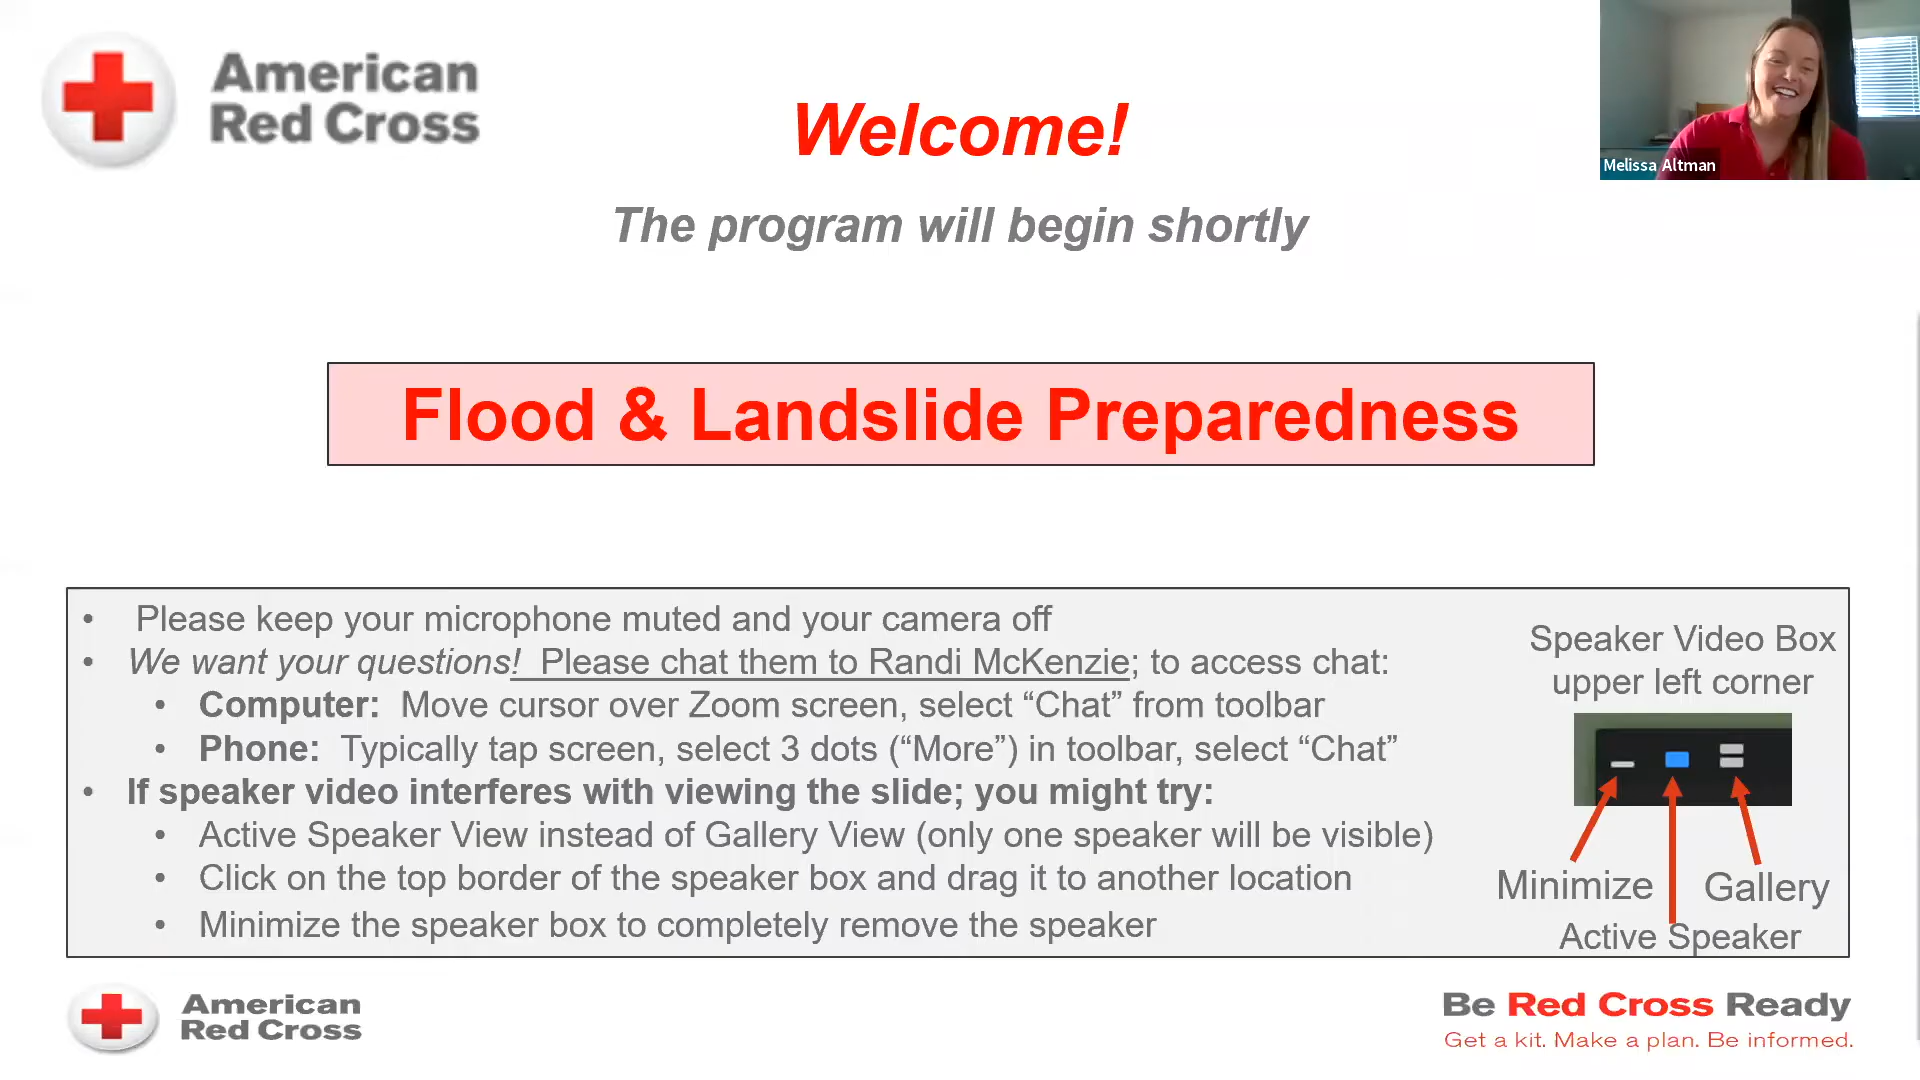 American
Red Cross
Welcome!
The program will begin shortly
Melissa Altman
Flood & Landslide Preparedness
• Please keep your microphone muted and your camera off
• We want your questions! Please chat them to Randi McKenzie; to access chat:
• Computer: Move cursor over Zoom screen, select “Chat” from toolbar
• Phone: Typically tap screen, select 3 dots (“More”) in toolbar, select “Chat”
• If speaker video interferes with viewing the slide; you might try:
• Active Speaker View instead of Gallery View (only one speaker will be visible)
• Click on the top border of the speaker box and drag it to another location
• Minimize the speaker box to completely remove the speaker
Speaker Video Box
upper left corner
Minimize
Gallery
Active Speaker
American
Red Cross
Be Red Cross Ready
Get a kit. Make a plan. Be informed.